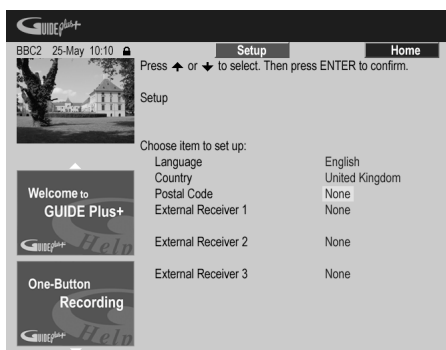 GUIDE plus+
BBC2 25-May 10:10 Setup Home
Press ↑ or ↓ to select. Then press ENTER to confirm.
Setup
Choose item to set up:
Language English
Country United Kingdom
Postal Code None
External Receiver 1 None
External Receiver 2 None
External Receiver 3 None
Welcome to
GUIDE Plus+
GUIDE plus+ Help
One-Button
Recording
GUIDE plus+ Help